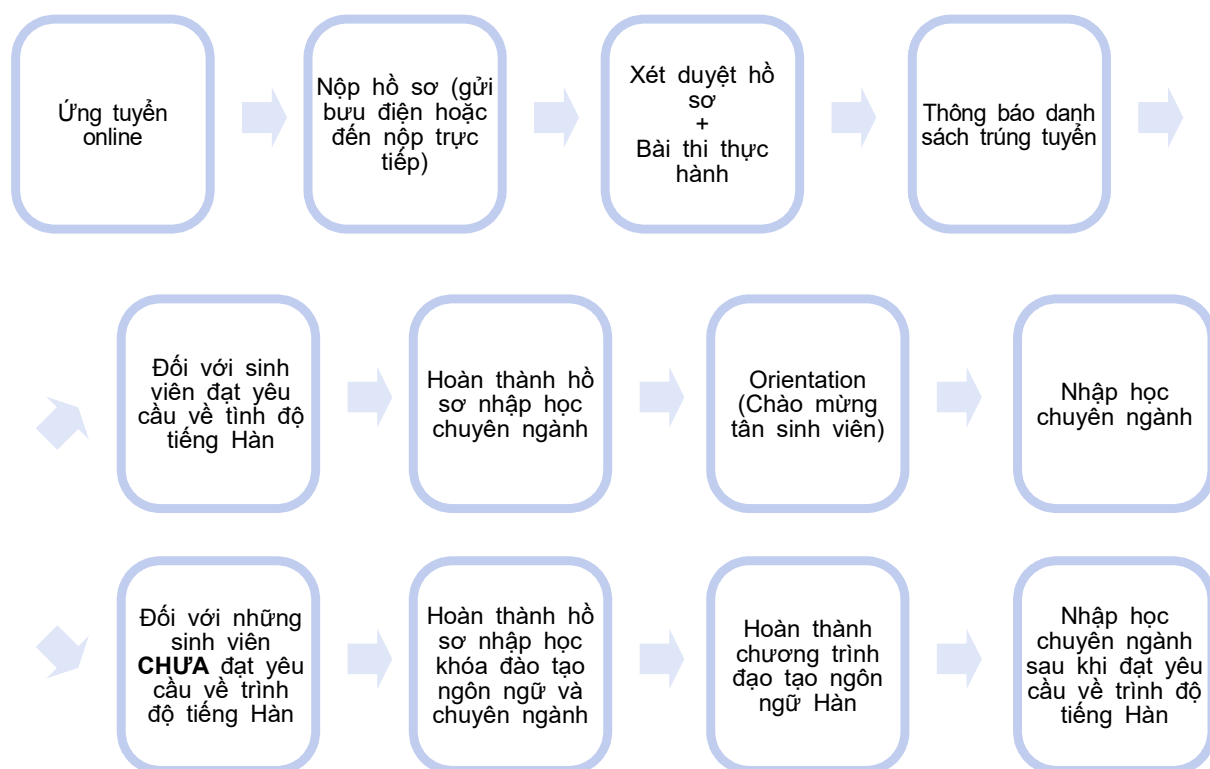 Ứng tuyển
online
Nộp hồ sơ (gửi
bưu điện hoặc
đến nộp trực
tiếp)
Xét duyệt hồ
sơ
+
Bài thi thực
hành
Thông báo danh
sách trúng tuyển
Đối với sinh
viên đạt yêu
cầu về tình độ
tiếng Hàn
Hoàn thành hồ
sơ nhập học
chuyên ngành
Orientation
(Chào mừng
tân sinh viên)
Nhập học
chuyên ngành
Đối với những
sinh viên
CHƯA đạt yêu
cầu về trình
độ tiếng Hàn
Hoàn thành hồ
sơ nhập học
khóa đào tạo
ngôn ngữ và
chuyên ngành
Hoàn thành
chương trình
đạo tạo ngôn
ngữ Hàn
Nhập học
chuyên ngành
sau khi đạt yêu
cầu về trình độ
tiếng Hàn